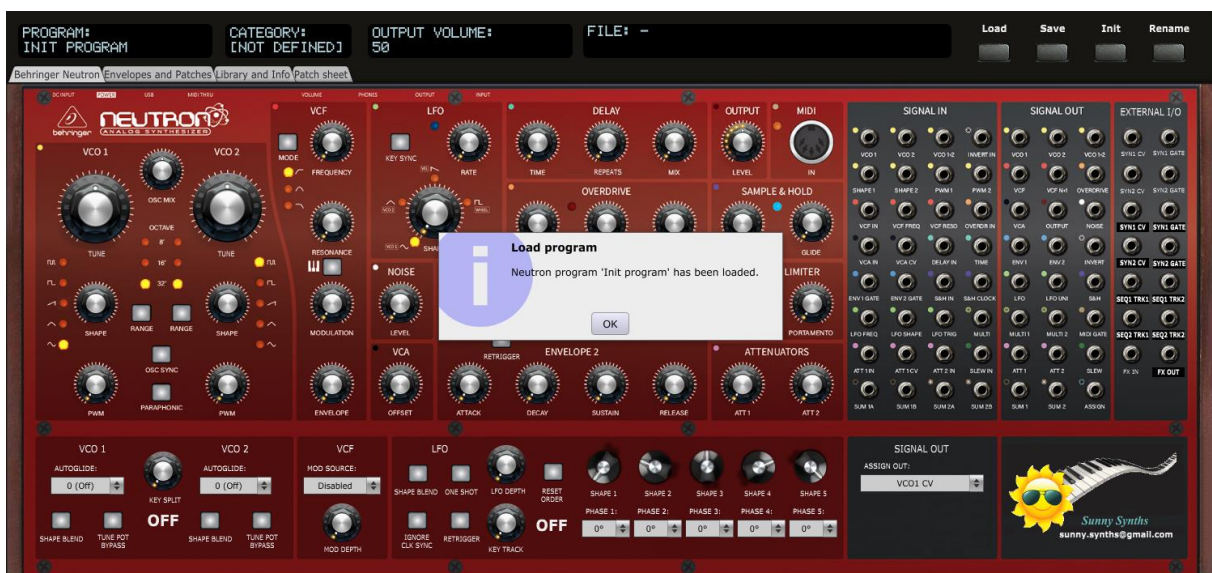 PROGRAM:
INIT PROGRAM
CATEGORY:
[NOT DEFINED]
OUTPUT VOLUME:
50
FILE: -
Load Save Init Rename
Behringer Neutron Envelopes and Patches Library and Info Patch sheet
DC INPUT POWER USB MIDI THRU VOLUME PHONES OUTPUT INPUT
behringer
NEUTRON
ANALOG SYNTHESIZER
VCO 1 VCO 2
OSC MIX
TUNE TUNE
OCTAVE
8'
16'
32'
SHAPE RANGE RANGE SHAPE
OSC SYNC
PARAPHONIC
PWM PWM
VCF
MODE FREQUENCY
RESONANCE
MODULATION
ENVELOPE
LFO
KEY SYNC RATE
SHA
NOISE
LEVEL
VCA
OFFSET
DELAY
TIME REPEATS MIX
OVERDRIVE
OUTPUT
LEVEL
MIDI
IN
SAMPLE & HOLD
GLIDE
LIMITER
PORTAMENTO
RETRIGGER ENVELOPE 2
ATTACK DECAY SUSTAIN RELEASE
ATTENUATORS
ATT 1 ATT 2
Load program
Neutron program 'Init program' has been loaded.
OK
SIGNAL IN
VCO 1 VCO 2 VCO 1-2 INVERT IN
SHAPE 1 SHAPE 2 PWM 1 PWM 2
VCF IN VCF FREQ VCF RESO OVERDR IN
VCA IN VCA CV DELAY IN TIME
ENV 1 GATE ENV 2 GATE S&H IN S&H CLOCK
LFO FREQ LFO SHAPE LFO TRIG MULTI
ATT 1 IN ATT 1 CV ATT 2 IN SLEW IN
SUM 1A SUM 1B SUM 2A SUM 2B
SIGNAL OUT
VCO 1 VCO 2 VCO 1-2
VCF VCF N+1 OVERDRIVE
VCA OUTPUT NOISE
ENV 1 ENV 2 INVERT
LFO LFO UNI S&H
MULTI 1 MULTI 2 MIDI GATE
ATT 1 ATT 2 SLEW
SUM 1 SUM 2 ASSIGN
EXTERNAL I/O
SYN1 CV SYN1 GATE
SYN2 CV SYN2 GATE
SYN1 CV SYN1 GATE
SYN2 CV SYN2 GATE
SEQ1 TRK1 SEQ1 TRK2
SEQ2 TRK1 SEQ2 TRK2
FX IN FX OUT
VCO 1 VCO 2
AUTOGLIDE: AUTOGLIDE:
0 (Off) 0 (Off)
KEY SPLIT
OFF
SHAPE BLEND TUNE POT BYPASS SHAPE BLEND TUNE POT BYPASS
VCF
MOD SOURCE:
Disabled
MOD DEPTH
LFO
SHAPE BLEND ONE SHOT LFO DEPTH RESET ORDER
IGNORE CLK SYNC RETRIGGER KEY TRACK
OFF
SHAPE 1 SHAPE 2 SHAPE 3 SHAPE 4 SHAPE 5
PHASE 1: PHASE 2: PHASE 3: PHASE 4: PHASE 5:
0° 0° 0° 0° 0°
SIGNAL OUT
ASSIGN OUT:
VCO1 CV
Sunny Synths
sunny.synths@gmail.com